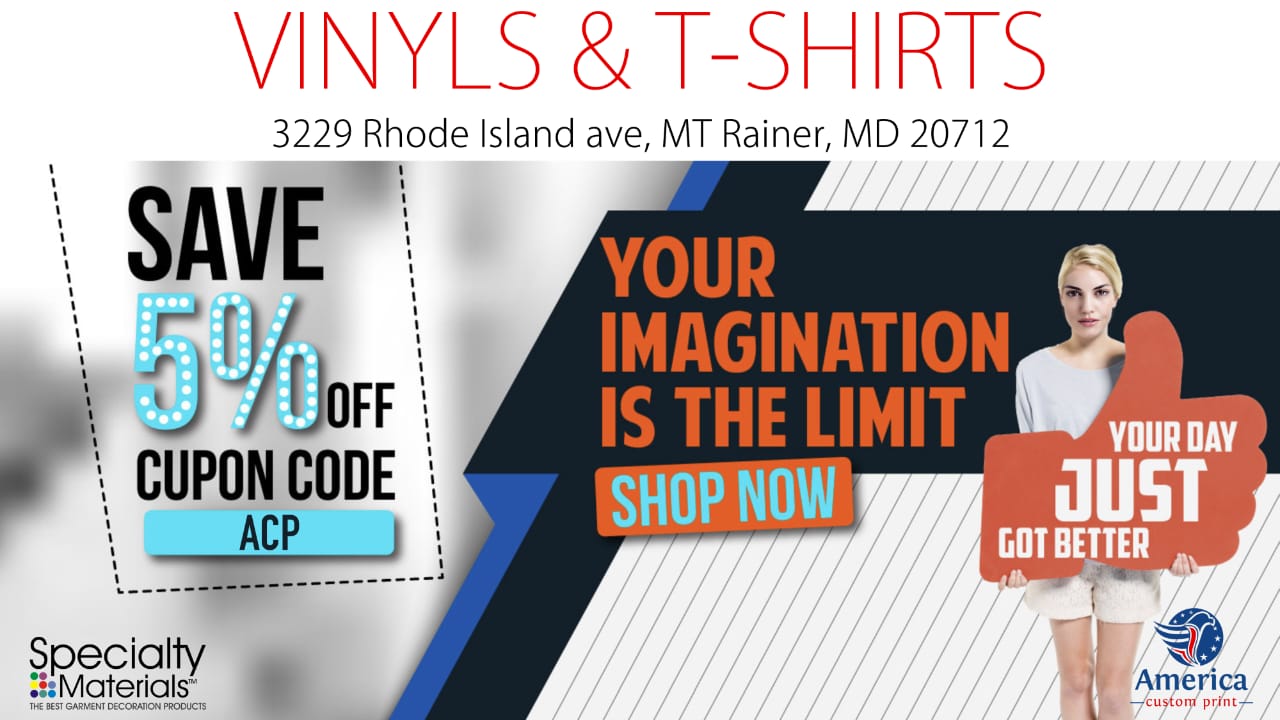 VINYLS & T-SHIRTS
3229 Rhode Island ave, MT Rainer, MD 20712
SAVE
5% OFF
CUPON CODE
ACP
YOUR
IMAGINATION
IS THE LIMIT
SHOP NOW
YOUR DAY
JUST
GOT BETTER
Specialty
Materials™
THE BEST GARMENT DECORATION PRODUCTS
America
custom print